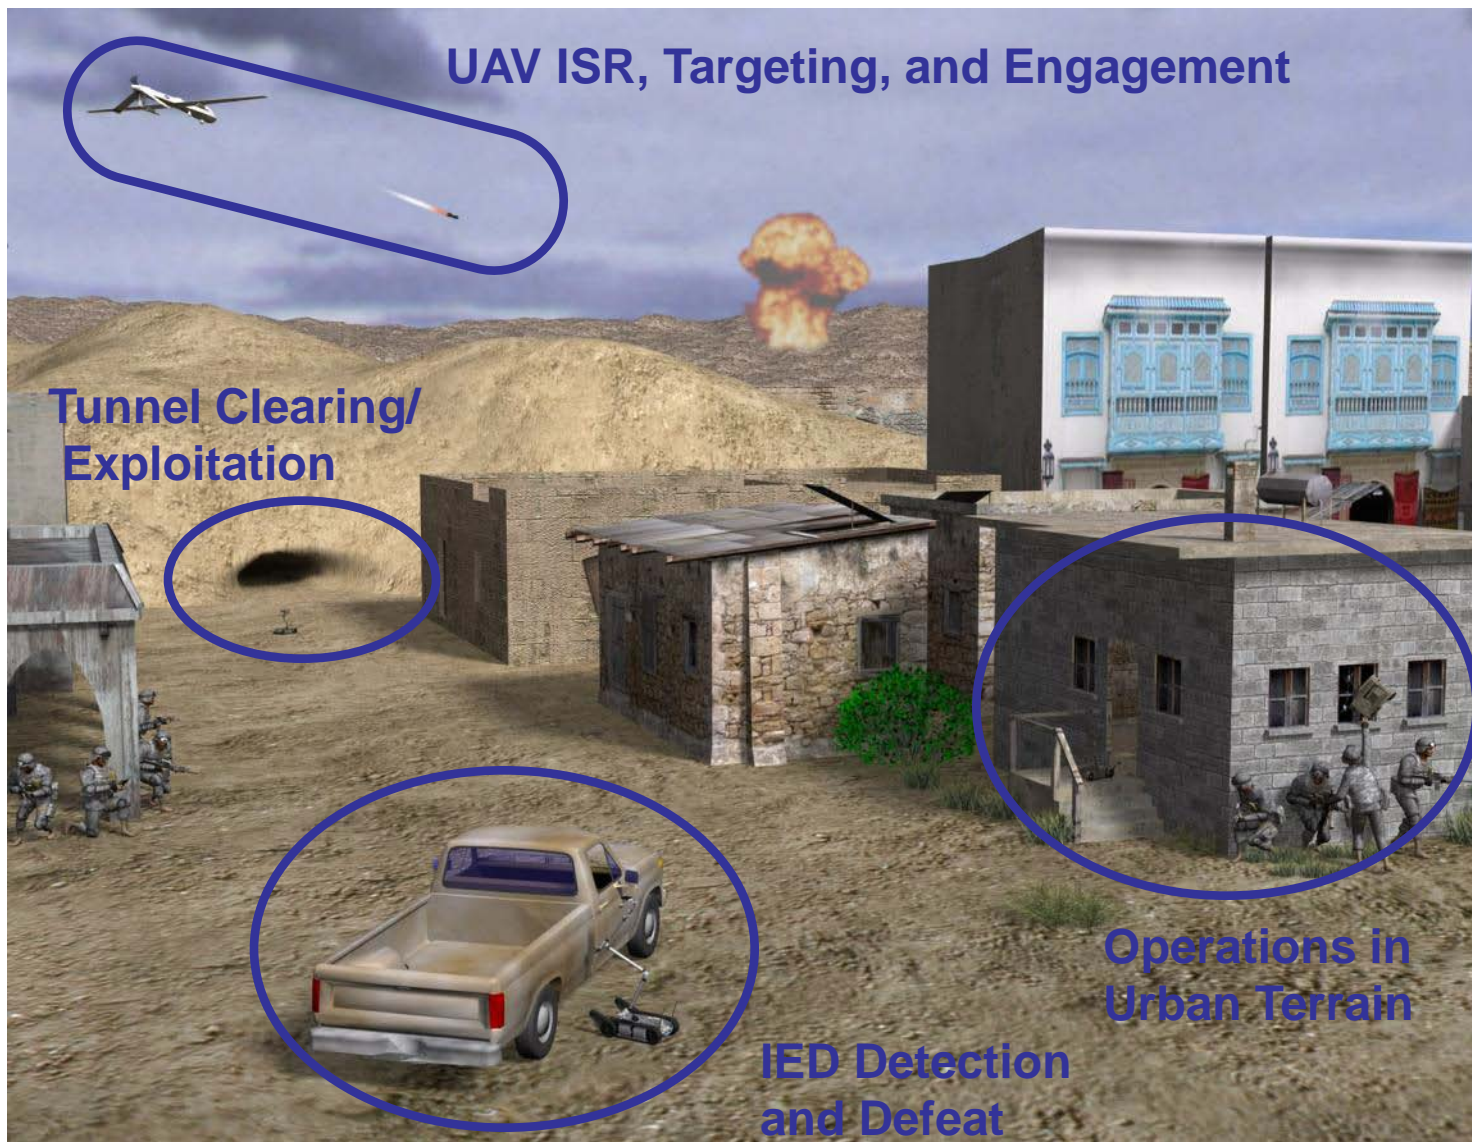 UAV ISR, Targeting, and Engagement
Tunnel Clearing/
Exploitation
Operations in
Urban Terrain
IED Detection
and Defeat